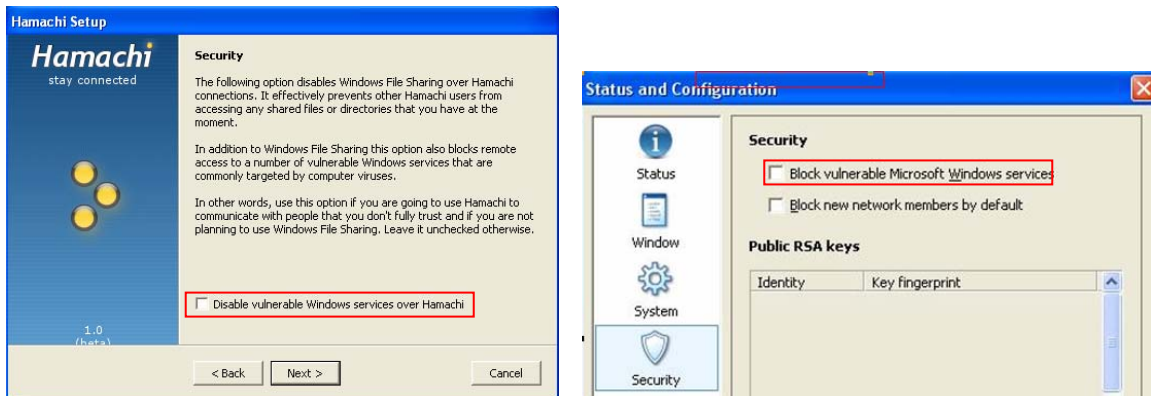 Hamachi Setup
Hamachi
stay connected
1.0
(beta)
Security
The following option disables Windows File Sharing over Hamachi
connections. It effectively prevents other Hamachi users from
accessing any shared files or directories that you have at the
moment.
In addition to Windows File Sharing this option also blocks remote
access to a number of vulnerable Windows services that are
commonly targeted by computer viruses.
In other words, use this option if you are going to use Hamachi to
communicate with people that you don't fully trust and if you are not
planning to use Windows File Sharing. Leave it unchecked otherwise.
Disable vulnerable Windows services over Hamachi
< Back
Next >
Cancel
Status and Configuration
Status
Window
System
Security
Security
Block vulnerable Microsoft Windows services
Block new network members by default
Public RSA keys
Identity
Key fingerprint